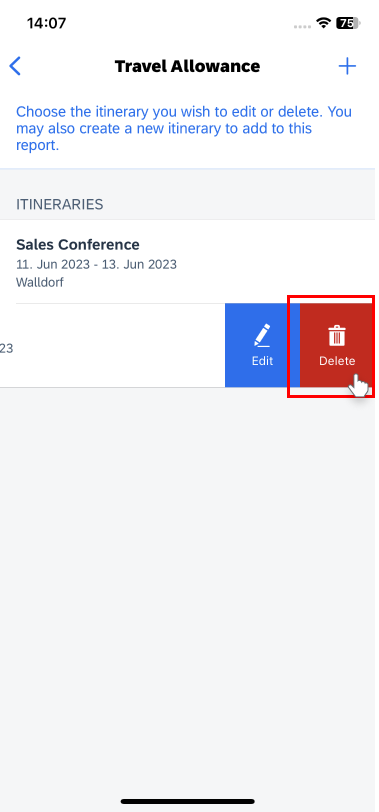 14:07
75
Travel Allowance
Choose the itinerary you wish to edit or delete. You
may also create a new itinerary to add to this
report.
ITINERARIES
Sales Conference
11. Jun 2023 - 13. Jun 2023
Walldorf
23
Edit
Delete